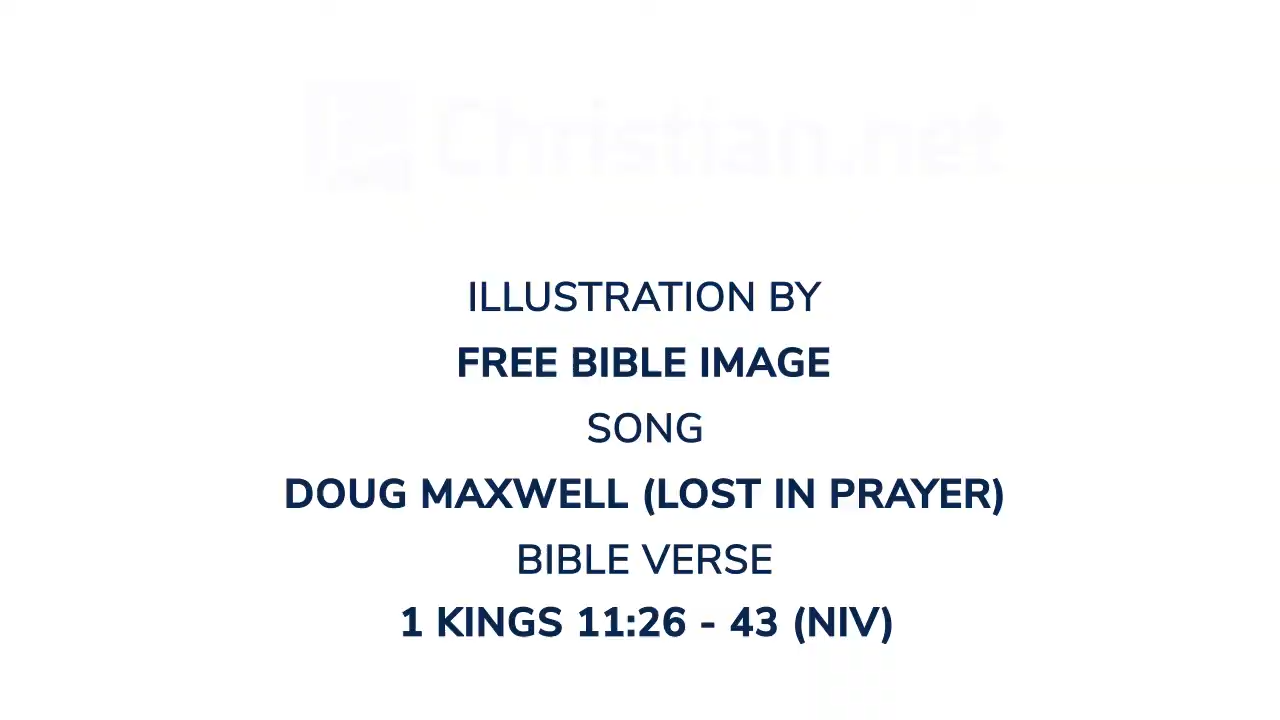 Christian.net
ILLUSTRATION BY
FREE BIBLE IMAGE
SONG
DOUG MAXWELL (LOST IN PRAYER)
BIBLE VERSE
1 KINGS 11:26 - 43 (NIV)